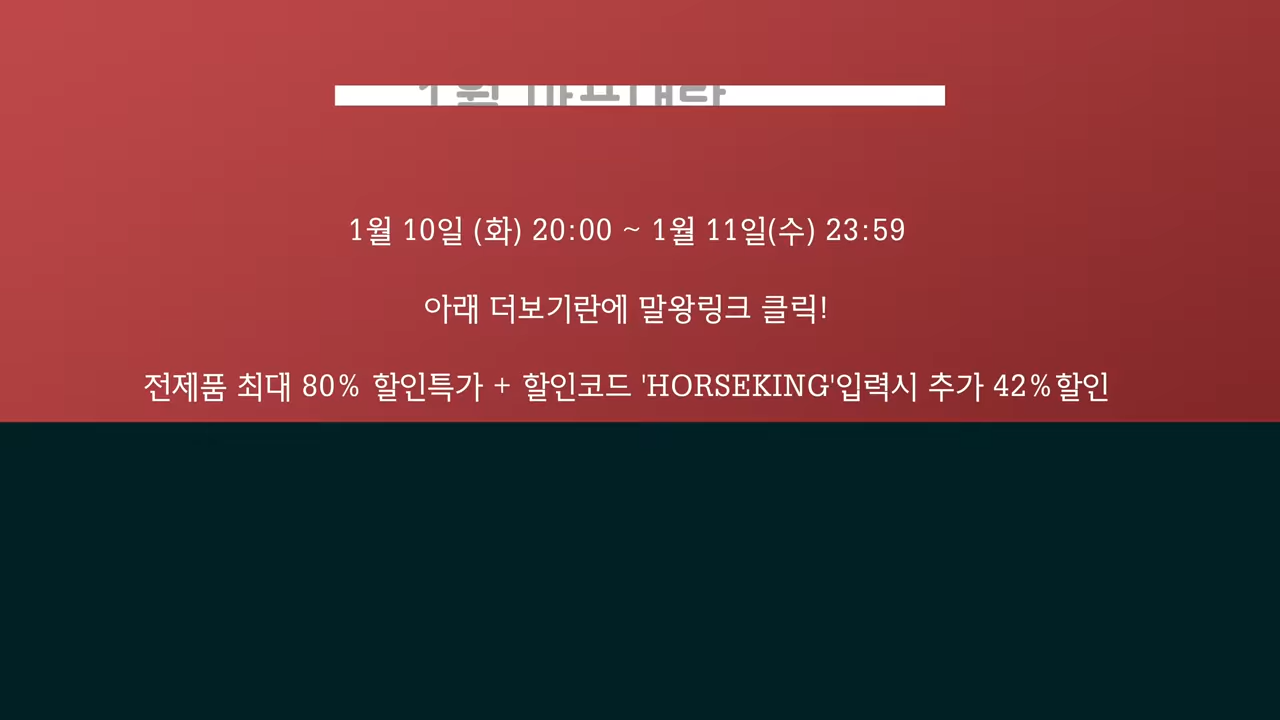 1월
1월 10일 (화) 20:00 ~ 1월 11일(수) 23:59
아래 더보기란에 말왕링크 클릭!
전제품 최대 80% 할인특가 + 할인코드 'HORSEKING'입력시 추가 42%할인